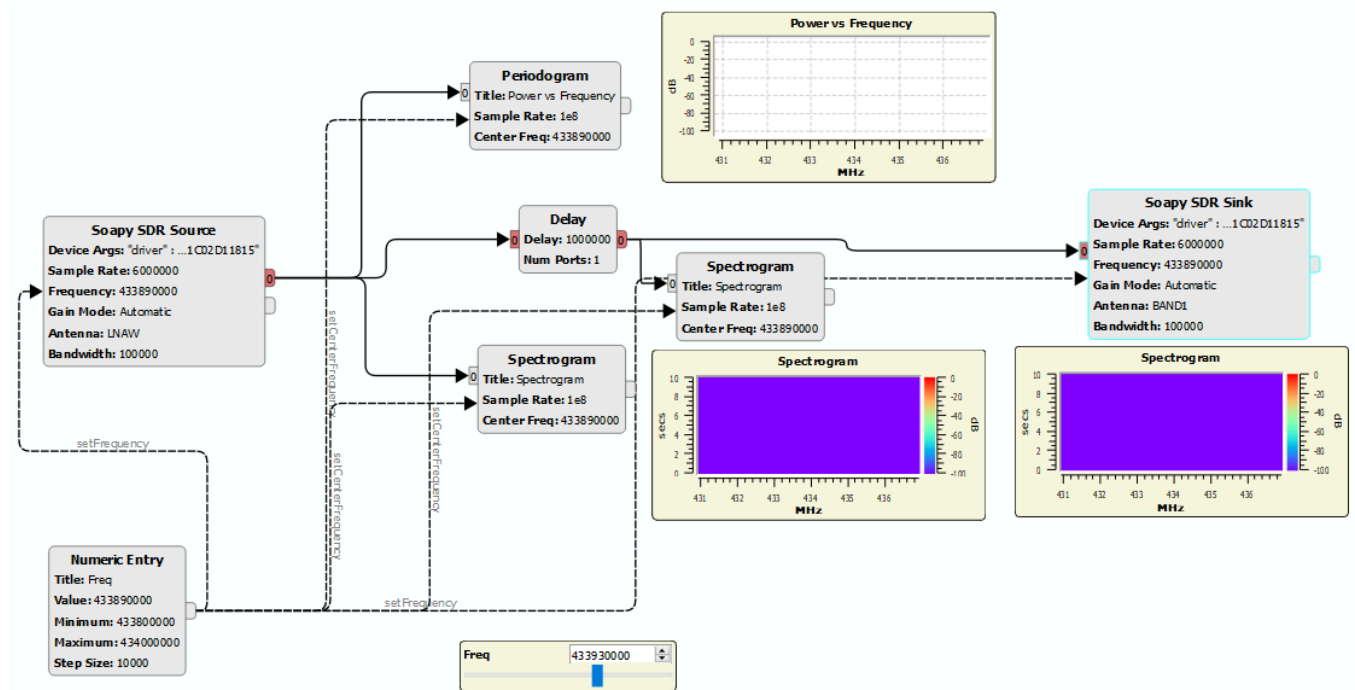 Power vs Frequency
0
-20
-40
-60
-80
-100
dB
431 432 433 434 435 436
MHz
Periodogram
0
Title: Power vs Frequency
Sample Rate: 1e8
Center Freq: 433890000
Soapy SDR Source
Device Args: "driver" : ...1C02D11815"
Sample Rate: 6000000
0
Frequency: 433890000
Gain Mode: Automatic
Antenna: LNAW
Bandwidth: 100000
Delay
0
Delay: 1000000
0
Num Ports: 1
Spectrogram
0
Title: Spectrogram
Sample Rate: 1e8
Center Freq: 433890000
Soapy SDR Sink
Device Args: "driver" : ...1C02D11815"
0
Sample Rate: 6000000
Frequency: 433890000
Gain Mode: Automatic
Antenna: BAND1
Bandwidth: 100000
Spectrogram
0
Title: Spectrogram
Sample Rate: 1e8
Center Freq: 433890000
setCenterFrequency
setCenterFrequency
setCenterFrequency
setFrequency
setFrequency
Spectrogram
10
8
6
4
2
0
secs
431 432 433 434 435 436
MHz
0
-20
-40
-60
-80
-100
dB
Spectrogram
10
8
6
4
2
0
secs
431 432 433 434 435 436
MHz
0
-20
-40
-60
-80
-100
dB
Numeric Entry
Title: Freq
Value: 433890000
Minimum: 433800000
Maximum: 434000000
Step Size: 10000
Freq 433930000